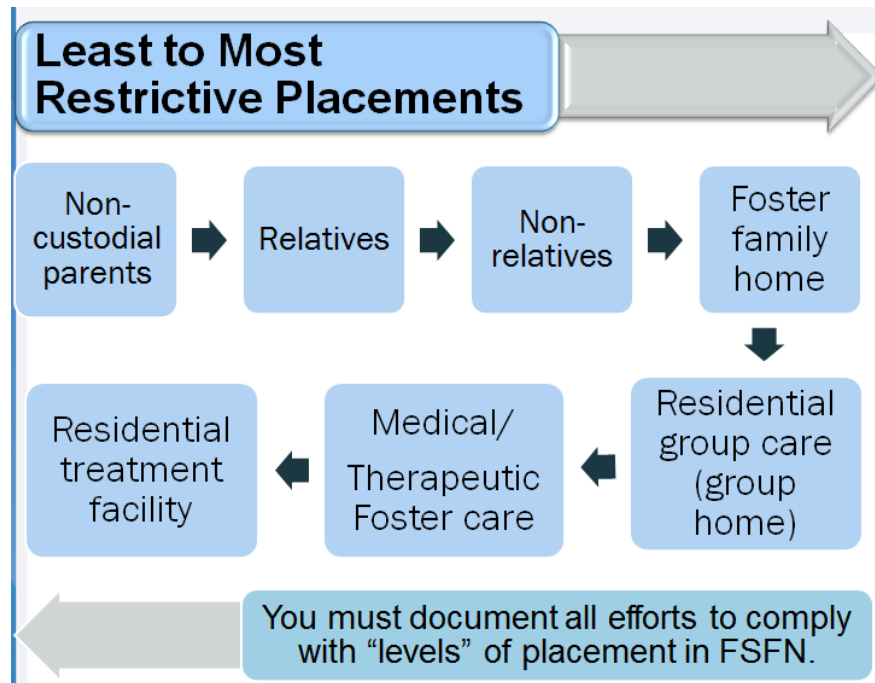 Least to Most
Restrictive Placements
Non-
custodial
parents
Relatives
Non-
relatives
Foster
family
home
Residential
group care
(group
home)
Medical/
Therapeutic
Foster care
Residential
treatment
facility
You must document all efforts to comply
with “levels” of placement in FSFN.